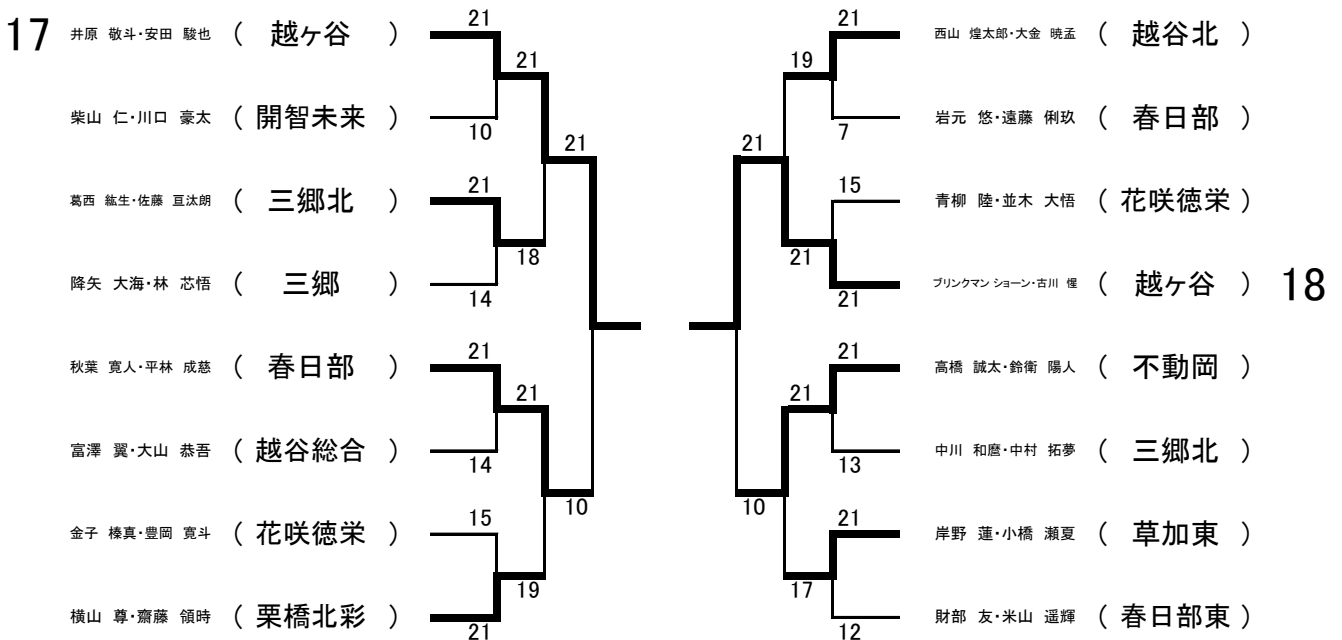 17 井原 敬斗・安田 駿也 ( 越ヶ谷 ) 21
21
柴山 仁・川口 豪太 ( 開智未来 ) 10
21
葛西 紘生・佐藤 亘汰朗 ( 三郷北 ) 21
18
降矢 大海・林 芯悟 ( 三郷 ) 14
秋葉 寛人・平林 成慈 ( 春日部 ) 21
21
富澤 翼・大山 恭吾 ( 越谷総合 ) 14
10
金子 榛真・豊岡 寛斗 ( 花咲徳栄 ) 15
19
横山 尊・齋藤 領時 ( 栗橋北彩 ) 21
21 西山 煌太郎・大金 暁孟 ( 越谷北 )
19
7 岩元 悠・遠藤 俐玖 ( 春日部 )
21
15 青柳 陸・並木 大悟 ( 花咲徳栄 )
21
21 ブリンクマン ショーン・古川 惺 ( 越ヶ谷 ) 18
21 高橋 誠太・鈴衛 陽人 ( 不動岡 )
21
13 中川 和麿・中村 拓夢 ( 三郷北 )
10
21 岸野 蓮・小橋 瀬夏 ( 草加東 )
17
12 財部 友・米山 遥輝 ( 春日部東 )